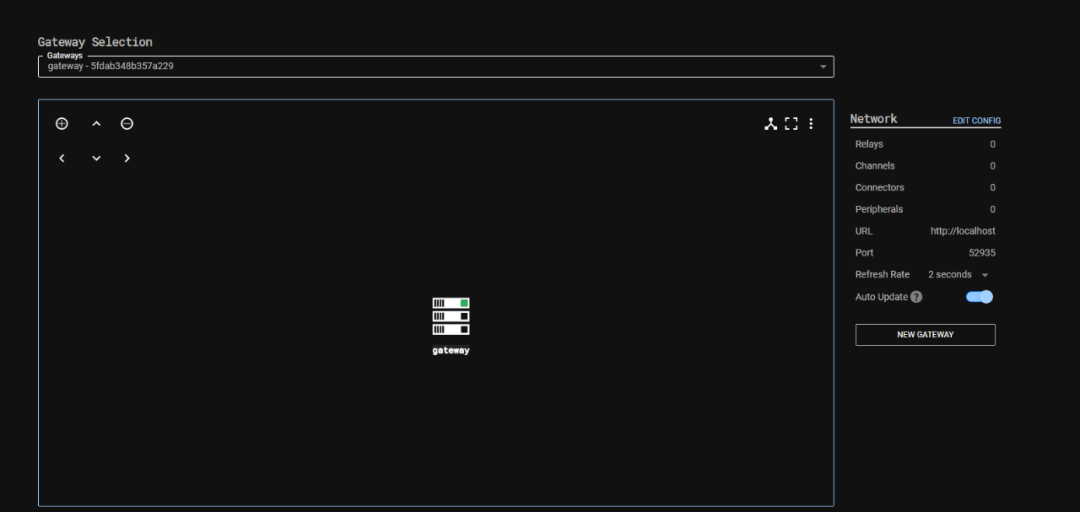 Gateway Selection
Gateways
gateway - 5fdab348b357a229
Network EDIT CONFIG
Relays 0
Channels 0
Connectors 0
Peripherals 0
URL http://localhost
Port 52935
Refresh Rate 2 seconds
Auto Update ?
NEW GATEWAY
gateway